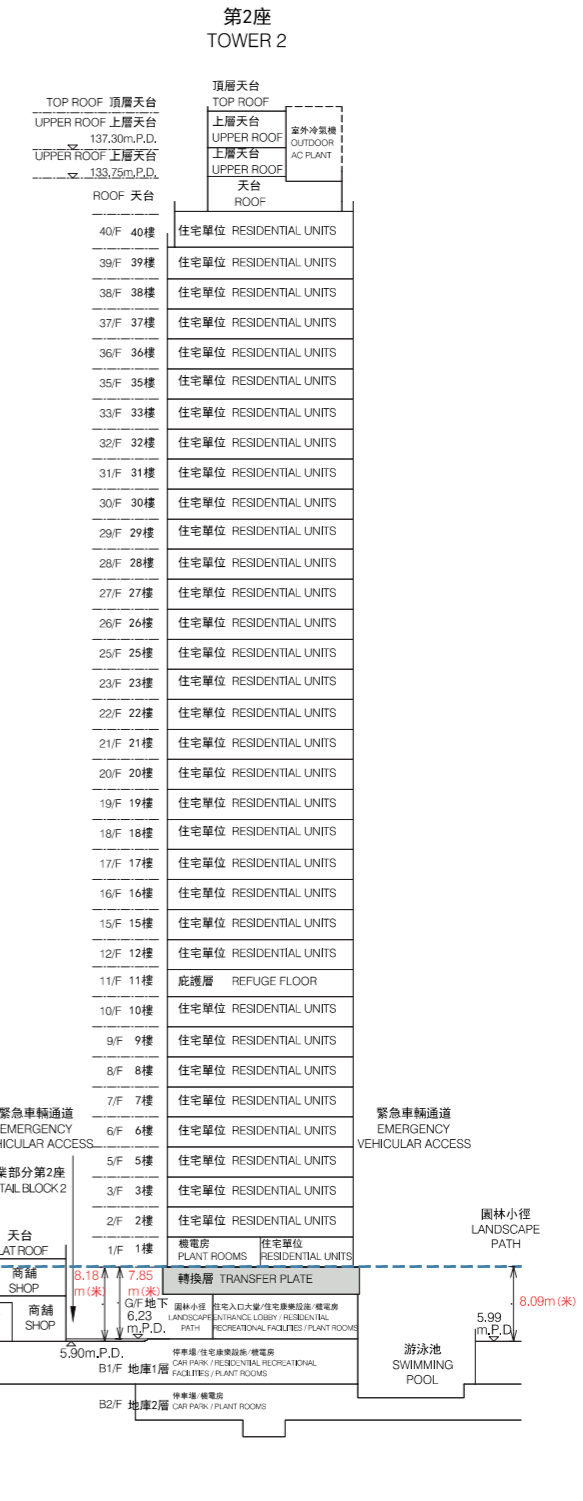 第2座
TOWER 2
頂層天台
TOP ROOF
TOP ROOF 頂層天台
UPPER ROOF 上層天台
137.30m.P.D.
上層天台
UPPER ROOF
室外冷氣機
OUTDOOR
AC PLANT
UPPER ROOF 上層天台
133.75m.P.D.
上層天台
UPPER ROOF
ROOF 天台
天台
ROOF
40/F 40樓 住宅單位 RESIDENTIAL UNITS
39/F 39樓 住宅單位 RESIDENTIAL UNITS
38/F 38樓 住宅單位 RESIDENTIAL UNITS
37/F 37樓 住宅單位 RESIDENTIAL UNITS
36/F 36樓 住宅單位 RESIDENTIAL UNITS
35/F 35樓 住宅單位 RESIDENTIAL UNITS
33/F 33樓 住宅單位 RESIDENTIAL UNITS
32/F 32樓 住宅單位 RESIDENTIAL UNITS
31/F 31樓 住宅單位 RESIDENTIAL UNITS
30/F 30樓 住宅單位 RESIDENTIAL UNITS
29/F 29樓 住宅單位 RESIDENTIAL UNITS
28/F 28樓 住宅單位 RESIDENTIAL UNITS
27/F 27樓 住宅單位 RESIDENTIAL UNITS
26/F 26樓 住宅單位 RESIDENTIAL UNITS
25/F 25樓 住宅單位 RESIDENTIAL UNITS
23/F 23樓 住宅單位 RESIDENTIAL UNITS
22/F 22樓 住宅單位 RESIDENTIAL UNITS
21/F 21樓 住宅單位 RESIDENTIAL UNITS
20/F 20樓 住宅單位 RESIDENTIAL UNITS
19/F 19樓 住宅單位 RESIDENTIAL UNITS
18/F 18樓 住宅單位 RESIDENTIAL UNITS
17/F 17樓 住宅單位 RESIDENTIAL UNITS
16/F 16樓 住宅單位 RESIDENTIAL UNITS
15/F 15樓 住宅單位 RESIDENTIAL UNITS
12/F 12樓 住宅單位 RESIDENTIAL UNITS
11/F 11樓 庇護層 REFUGE FLOOR
10/F 10樓 住宅單位 RESIDENTIAL UNITS
9/F 9樓 住宅單位 RESIDENTIAL UNITS
8/F 8樓 住宅單位 RESIDENTIAL UNITS
7/F 7樓 住宅單位 RESIDENTIAL UNITS
6/F 6樓 住宅單位 RESIDENTIAL UNITS
5/F 5樓 住宅單位 RESIDENTIAL UNITS
3/F 3樓 住宅單位 RESIDENTIAL UNITS
2/F 2樓 住宅單位 RESIDENTIAL UNITS
1/F 1樓
機電房
PLANT ROOMS
住宅單位
RESIDENTIAL UNITS
緊急車輛通道
EMERGENCY
HICULAR ACCESS
業部分第2座
TAIL BLOCK 2
天台
LAT ROOF
商舖
SHOP
商舖
SHOP
8.18
m(米)
7.85
m(米)
轉換層 TRANSFER PLATE
G/F 地下
6.23
m.P.D.
園林小徑
LANDSCAPE
PATH
住宅入口大堂/住宅康樂設施/機電房
ENTRANCE LOBBY / RESIDENTIAL
RECREATIONAL FACILITIES / PLANT ROOMS
5.90m.P.D.
B1/F 地庫1層
停車場/住宅康樂設施/機電房
CAR PARK / RESIDENTIAL RECREATIONAL
FACILITIES / PLANT ROOMS
B2/F 地庫2層
停車場/機電房
CAR PARK / PLANT ROOMS
緊急車輛通道
EMERGENCY
VEHICULAR ACCESS
園林小徑
LANDSCAPE
PATH
8.09m(米)
5.99
m.P.D.
游泳池
SWIMMING
POOL